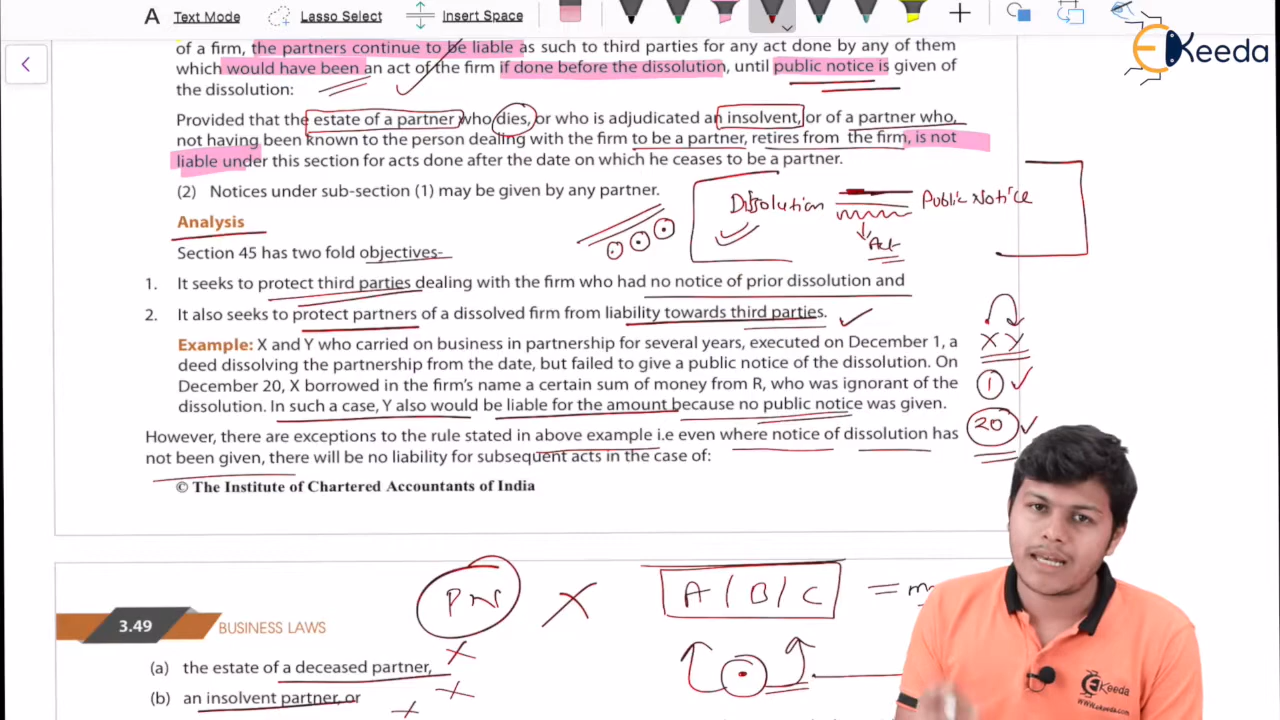 A Text Mode Lasso Select Insert Space
EKeeda
of a firm, the partners continue to be liable as such to third parties for any act done by any of them
which would have been an act of the firm if done before the dissolution, until public notice is given of
the dissolution:
Provided that the estate of a partner who dies, or who is adjudicated an insolvent, or of a partner who,
not having been known to the person dealing with the firm to be a partner, retires from the firm, is not
liable under this section for acts done after the date on which he ceases to be a partner.
(2) Notices under sub-section (1) may be given by any partner.
Dissolution Public Notice
Act
Analysis
Section 45 has two fold objectives-
1. It seeks to protect third parties dealing with the firm who had no notice of prior dissolution and
2. It also seeks to protect partners of a dissolved firm from liability towards third parties.
Example: X and Y who carried on business in partnership for several years, executed on December 1, a
deed dissolving the partnership from the date, but failed to give a public notice of the dissolution. On
December 20, X borrowed in the firm's name a certain sum of money from R, who was ignorant of the
dissolution. In such a case, Y also would be liable for the amount because no public notice was given.
X Y
1
20
However, there are exceptions to the rule stated in above example i.e even where notice of dissolution has
not been given, there will be no liability for subsequent acts in the case of:
© The Institute of Chartered Accountants of India
PN X A / B / C =
3.49 BUSINESS LAWS
(a) the estate of a deceased partner,
(b) an insolvent partner, or
EKeeda
www.ekeeda.com